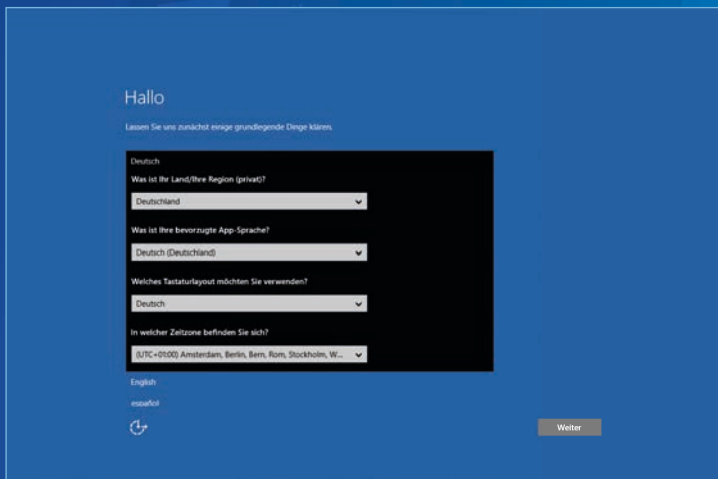 Hallo
Lassen Sie uns zunächst einige grundlegende Dinge klären.
Deutsch
Was ist Ihr Land/Ihre Region (privat)?
Deutschland
Was ist Ihre bevorzugte App-Sprache?
Deutsch (Deutschland)
Welches Tastaturlayout möchten Sie verwenden?
Deutsch
In welcher Zeitzone befinden Sie sich?
(UTC+01:00) Amsterdam, Berlin, Bern, Rom, Stockholm, W...
English
español
Weiter